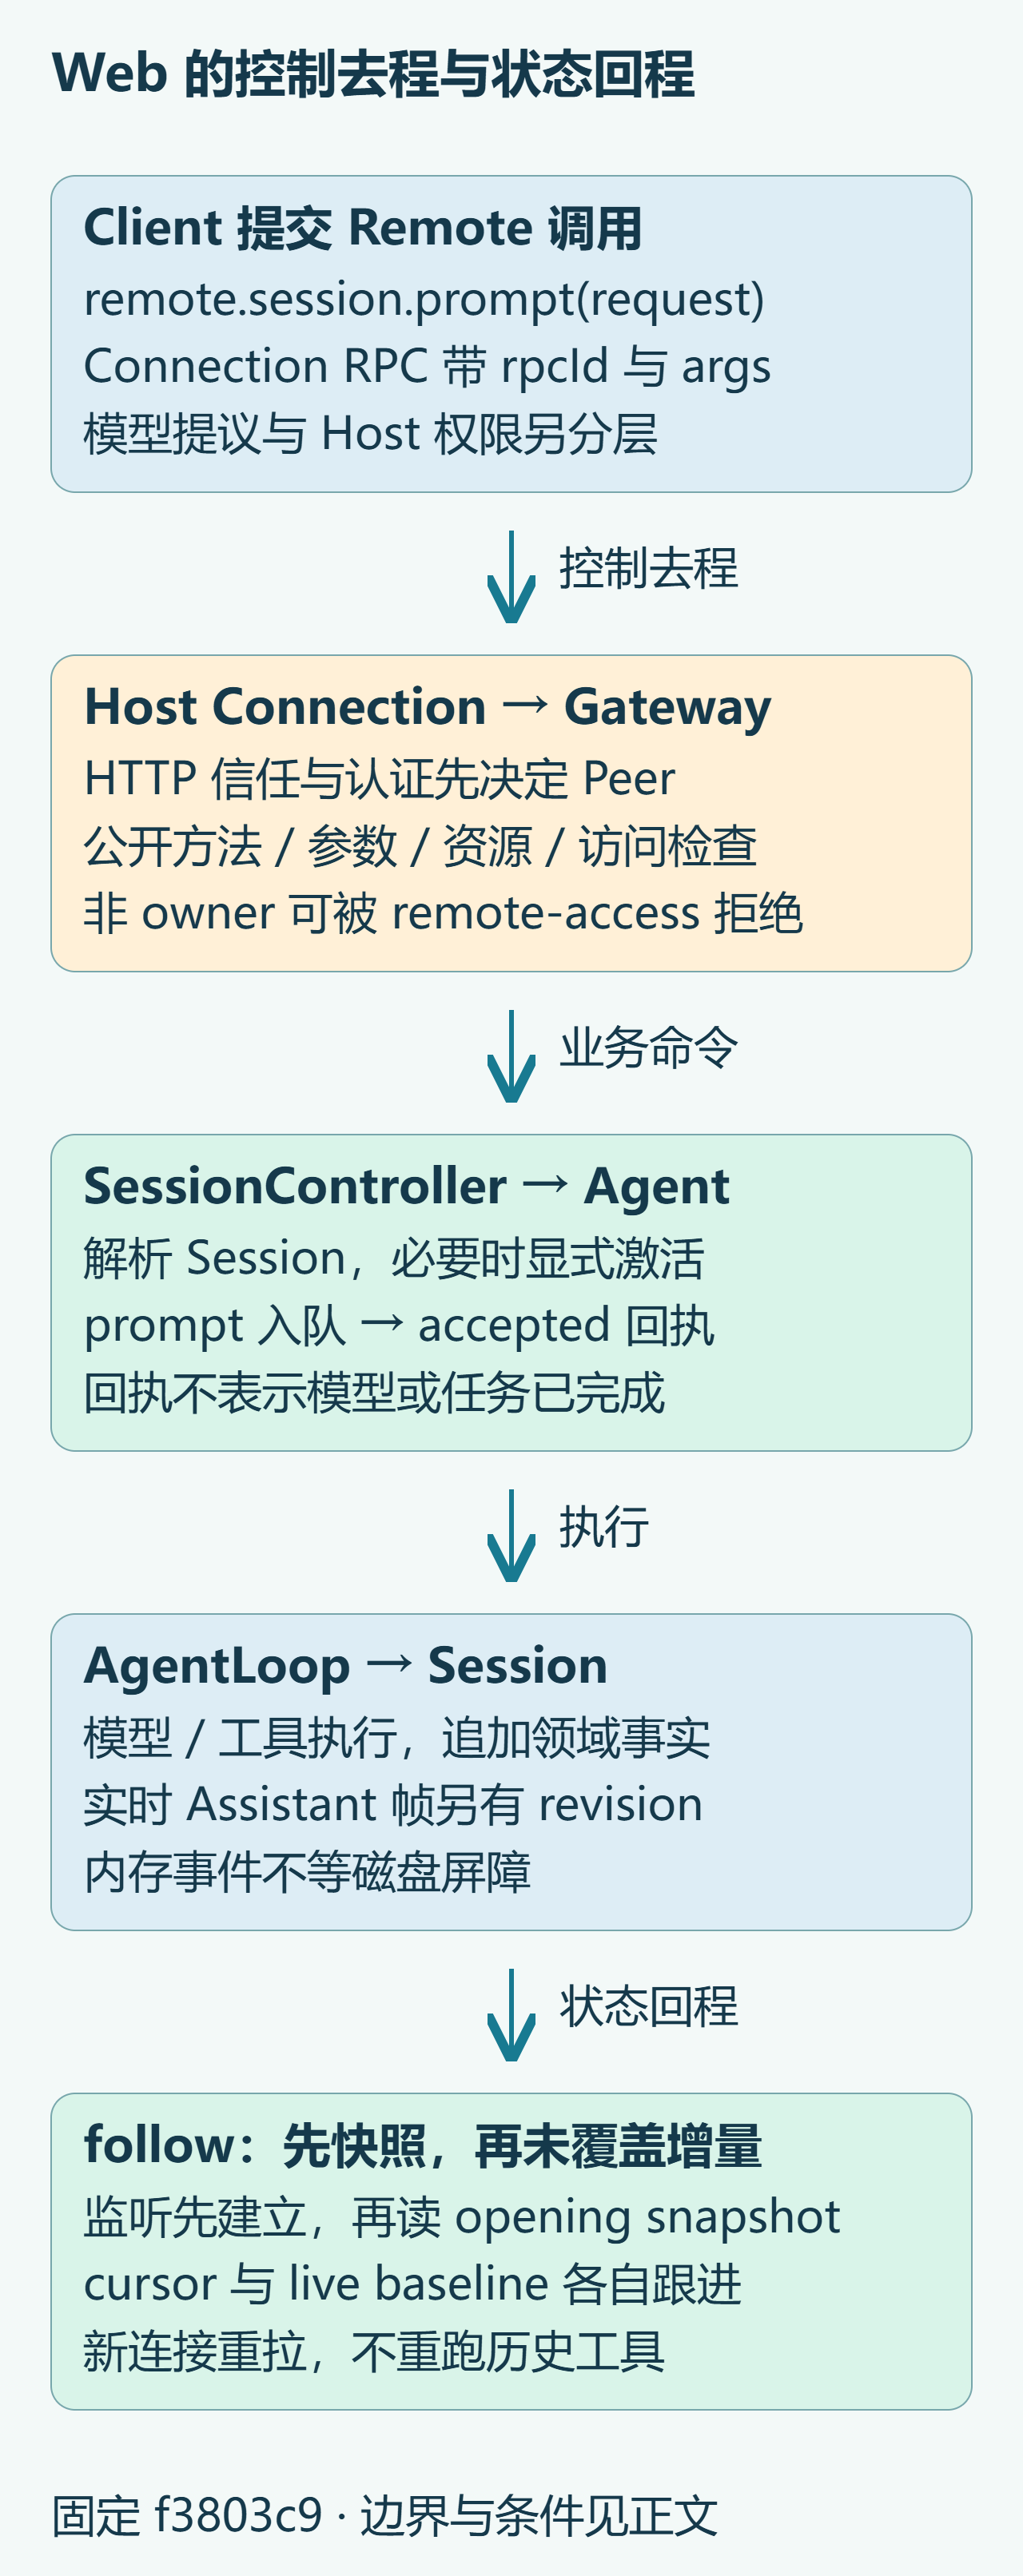 Web 的控制去程与状态回程
Client 提交 Remote 调用
remote.session.prompt(request)
Connection RPC 带 rpcId 与 args
模型提议与 Host 权限另分层
控制去程
Host Connection → Gateway
HTTP 信任与认证先决定 Peer
公开方法 / 参数 / 资源 / 访问检查
非 owner 可被 remote-access 拒绝
业务命令
SessionController → Agent
解析 Session，必要时显式激活
prompt 入队 → accepted 回执
回执不表示模型或任务已完成
执行
AgentLoop → Session
模型 / 工具执行，追加领域事实
实时 Assistant 帧另有 revision
内存事件不等磁盘屏障
状态回程
follow：先快照，再未覆盖增量
监听先建立，再读 opening snapshot
cursor 与 live baseline 各自跟进
新连接重拉，不重跑历史工具
固定 f3803c9 · 边界与条件见正文